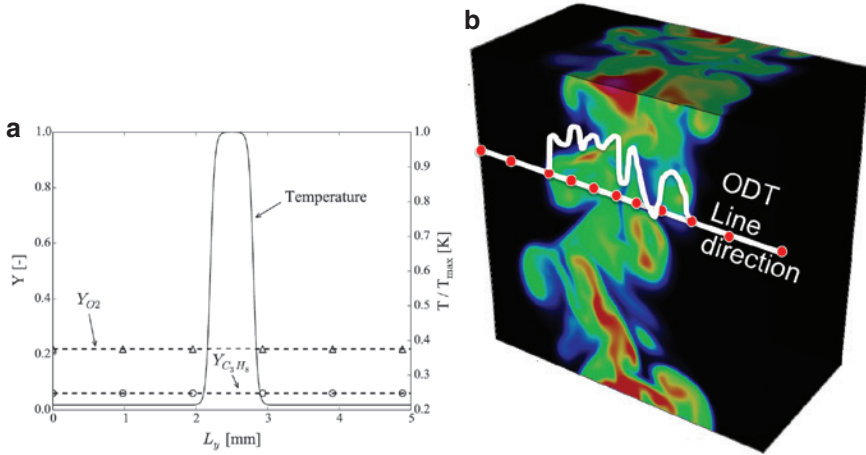 a
1.0
0.8
0.6
0.4
0.2
0.0
Y [-]
0
1
2
3
4
5
L_y [mm]
1.0
0.9
0.8
0.7
0.6
0.5
0.4
0.3
0.2
T / T_max [K]
Temperature
Y_O2
Y_C3H8
b
ODT
Line
direction